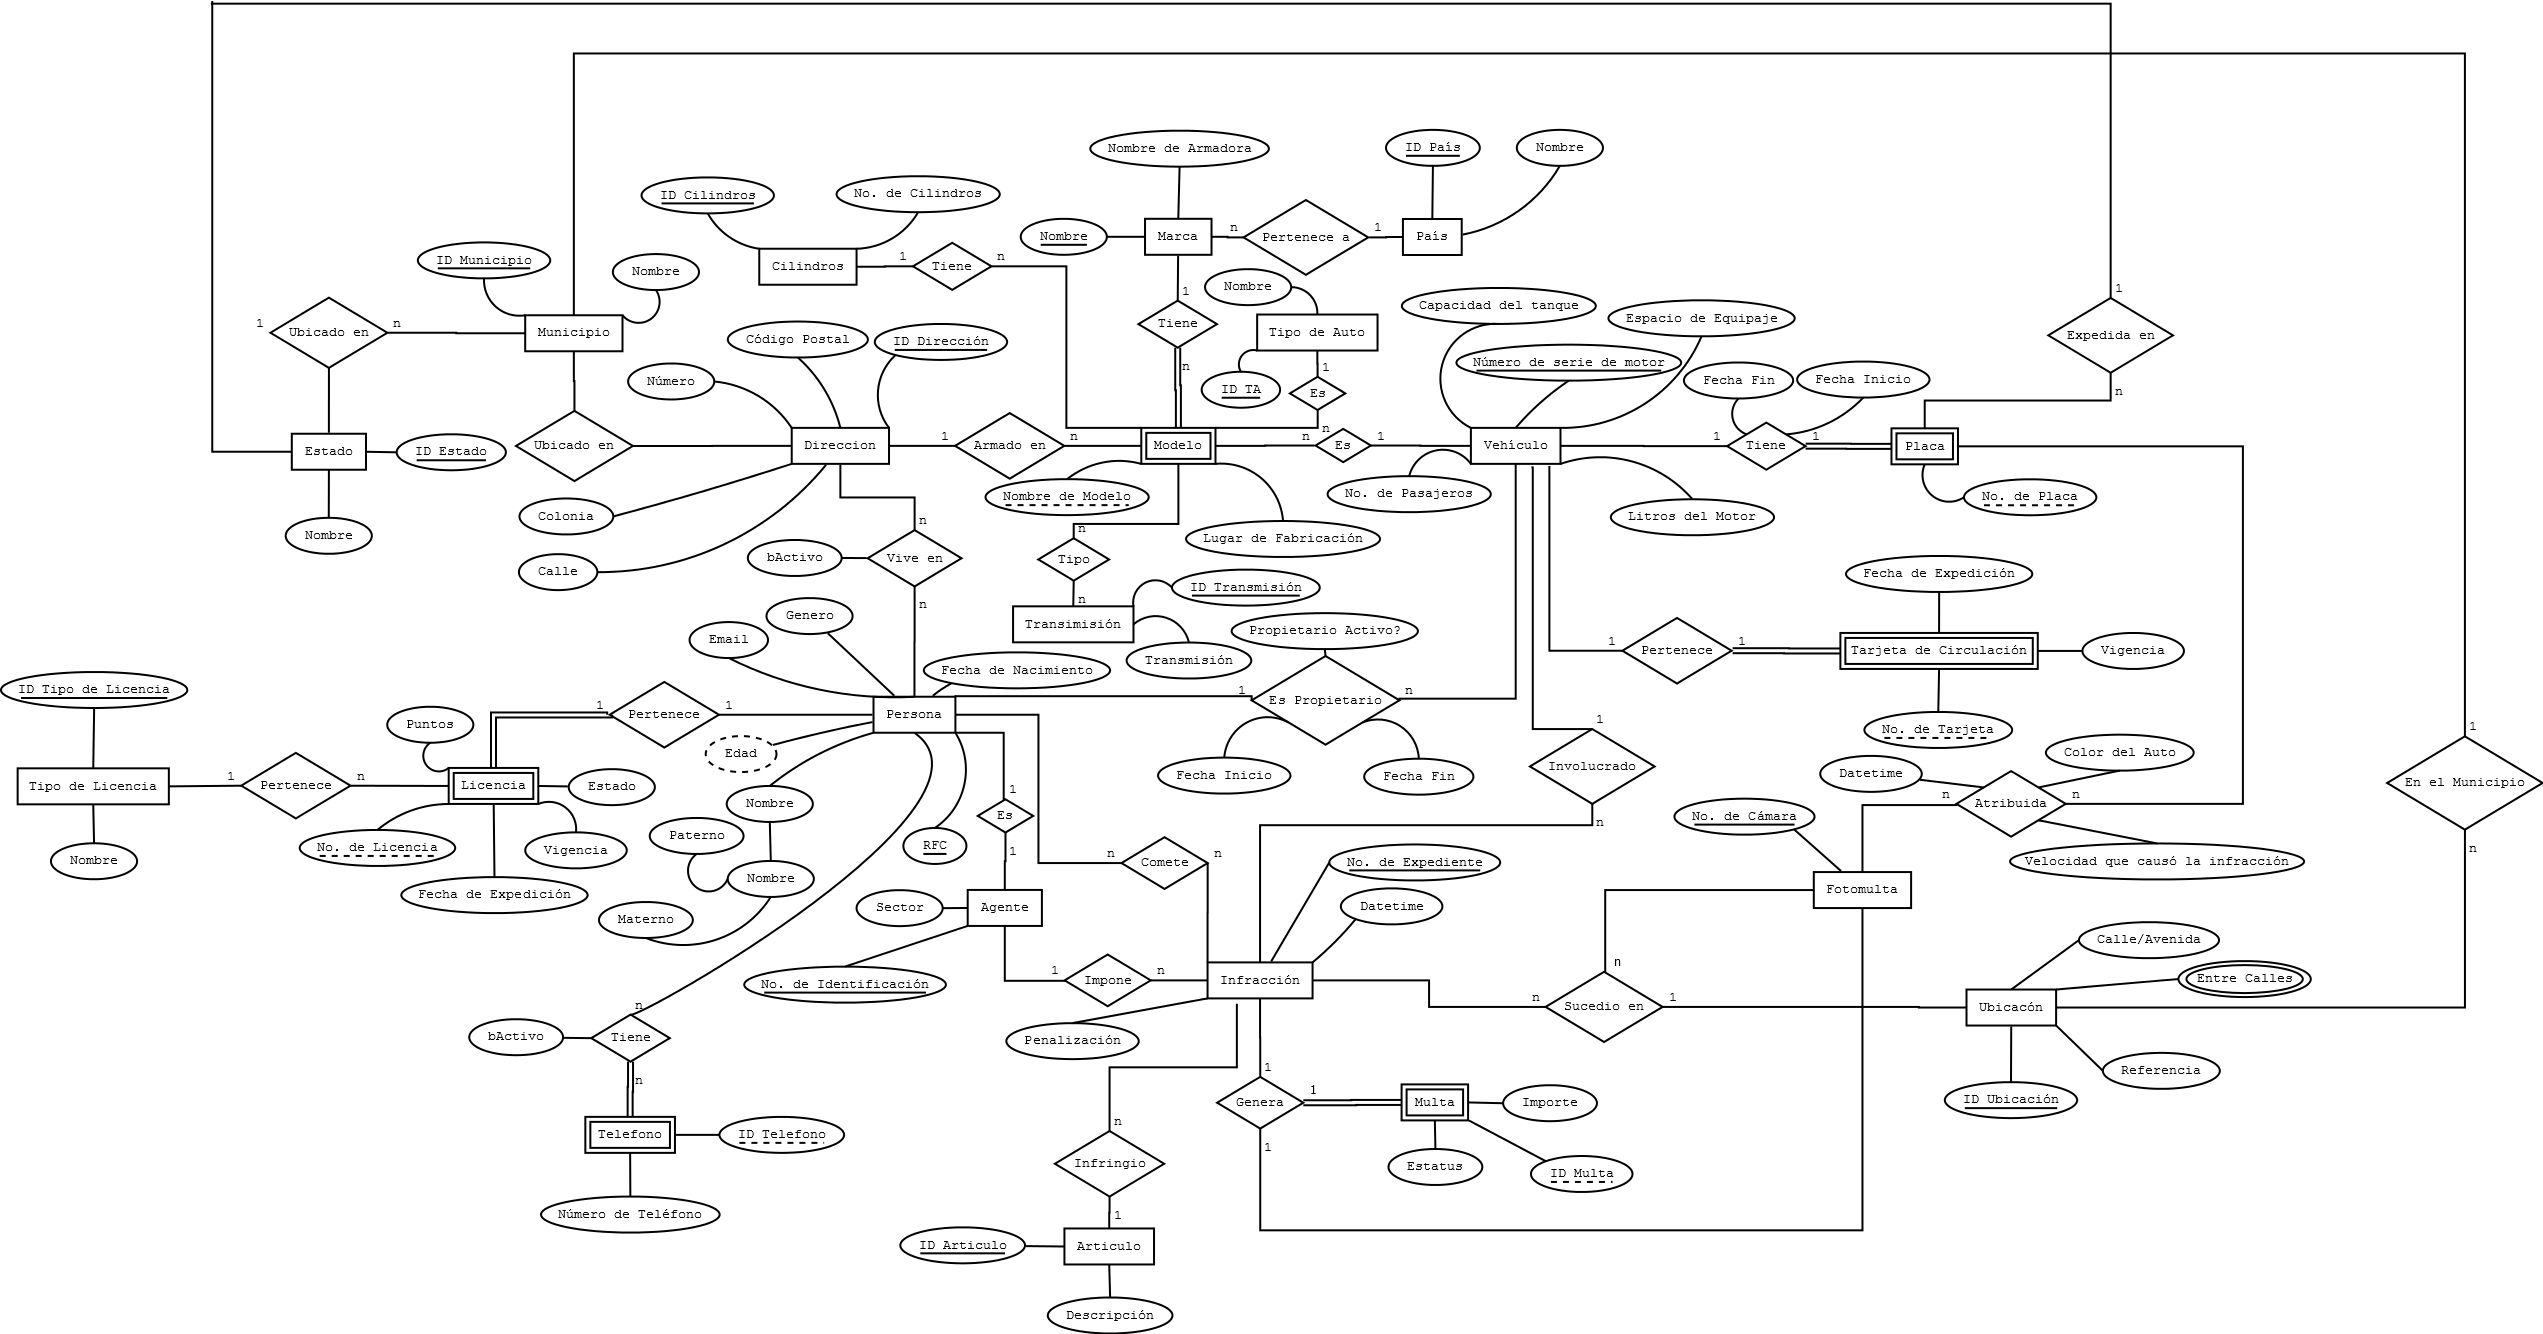 Nombre de Armadora
ID País
Nombre
ID Cilindros
No. de Cilindros
Nombre
Marca
n
Pertenece a
1
País
ID Municipio
Nombre
Cilindros
1
Tiene
n
1
Nombre
Capacidad del tanque
Espacio de Equipaje
1
1
Ubicado en
n
Municipio
Código Postal
ID Dirección
Tiene
Tipo de Auto
Expedida en
Número
n
1
ID TA
Es
Número de serie de motor
Fecha Fin
Fecha Inicio
n
Estado
ID Estado
Ubicado en
Direccion
1
Armado en
n
Modelo
n
n
Es
1
Vehículo
1
Tiene
1
Placa
Colonia
Nombre de Modelo
No. de Pasajeros
No. de Placa
Nombre
n
n
Lugar de Fabricación
Litros del Motor
Calle
bActivo
Vive en
Tipo
n
n
ID Transmisión
Fecha de Expedición
Genero
Transimisión
Email
Propietario Activo?
Fecha de Nacimiento
Transmisión
1
Pertenece
1
Tarjeta de Circulación
Vigencia
ID Tipo de Licencia
1
Pertenece
1
Persona
1
Es Propietario
n
1
No. de Tarjeta
1
Puntos
Edad
Fecha Inicio
Fecha Fin
Involucrado
Datetime
Color del Auto
Tipo de Licencia
1
Pertenece
n
Licencia
Estado
En el Municipio
Nombre
1
Es
n
n
Atribuida
n
No. de Cámara
No. de Licencia
Vigencia
Paterno
RFC
1
n
Comete
n
No. de Expediente
Velocidad que causó la infracción
n
Nombre
Fecha de Expedición
Nombre
Fotomulta
Materno
Sector
Agente
Datetime
Calle/Avenida
No. de Identificación
1
Impone
n
Infracción
n
Entre Calles
n
Sucedio en
1
Ubicacón
n
bActivo
Tiene
Penalización
n
1
Referencia
n
Genera
1
Multa
Importe
ID Ubicación
Telefono
ID Telefono
n
1
Infringio
Estatus
ID Multa
Número de Teléfono
1
ID Articulo
Articulo
Descripción